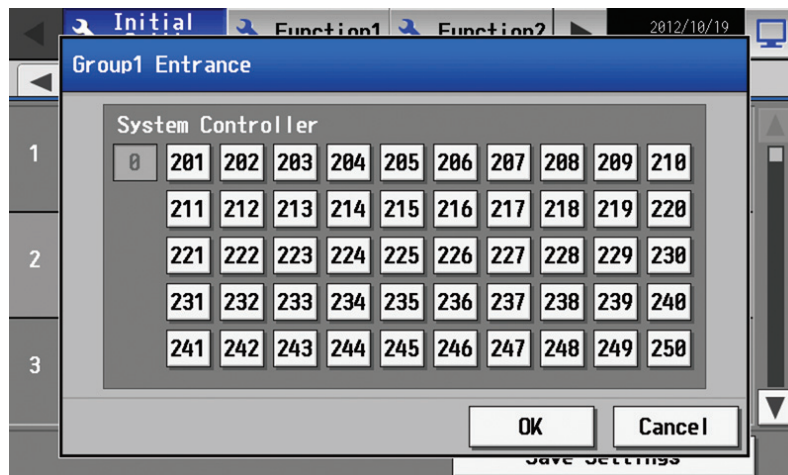 Initial Function1 Function2 2012/10/19
Group1 Entrance
System Controller
1
0 201 202 203 204 205 206 207 208 209 210
211 212 213 214 215 216 217 218 219 220
2
221 222 223 224 225 226 227 228 229 230
231 232 233 234 235 236 237 238 239 240
3
241 242 243 244 245 246 247 248 249 250
OK Cancel
Save Settings